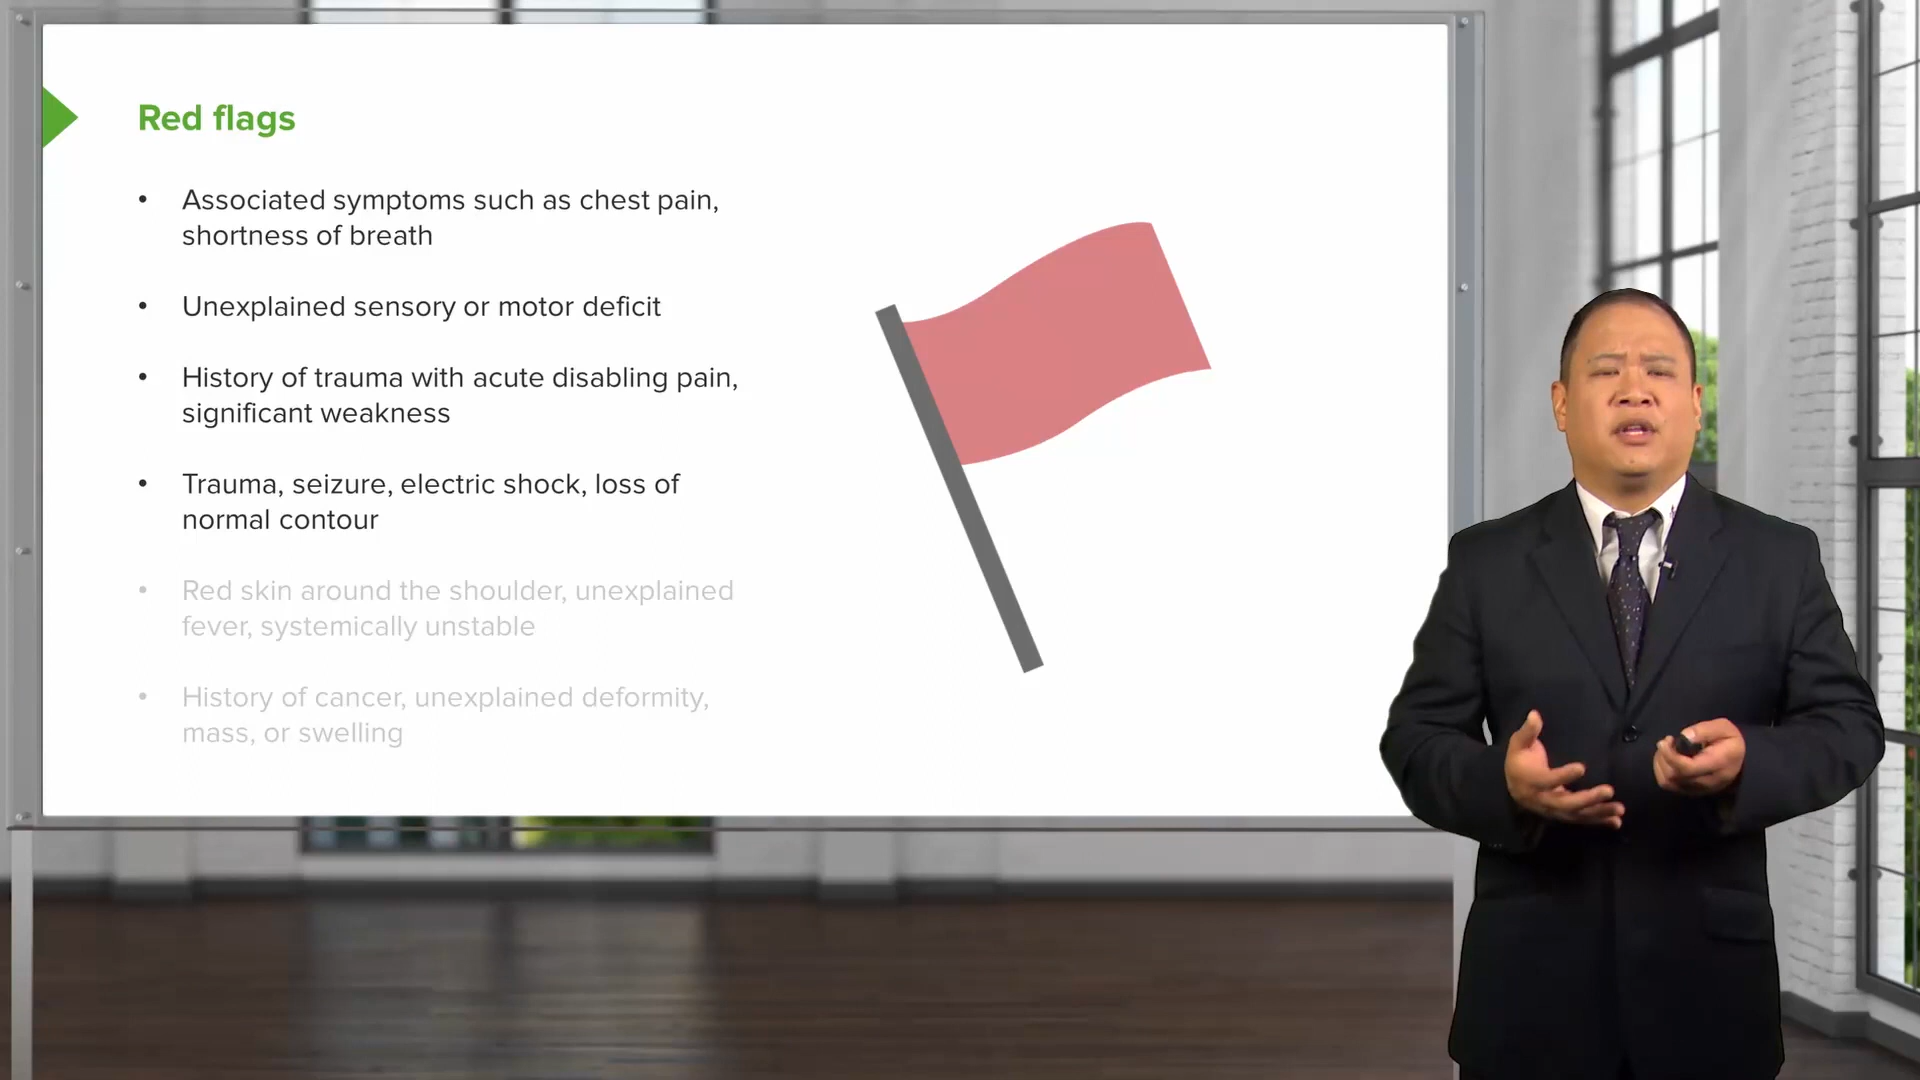 Red flags
• Associated symptoms such as chest pain,
shortness of breath
• Unexplained sensory or motor deficit
• History of trauma with acute disabling pain,
significant weakness
• Trauma, seizure, electric shock, loss of
normal contour
• Red skin around the shoulder, unexplained
fever, systemically unstable
• History of cancer, unexplained deformity,
mass, or swelling